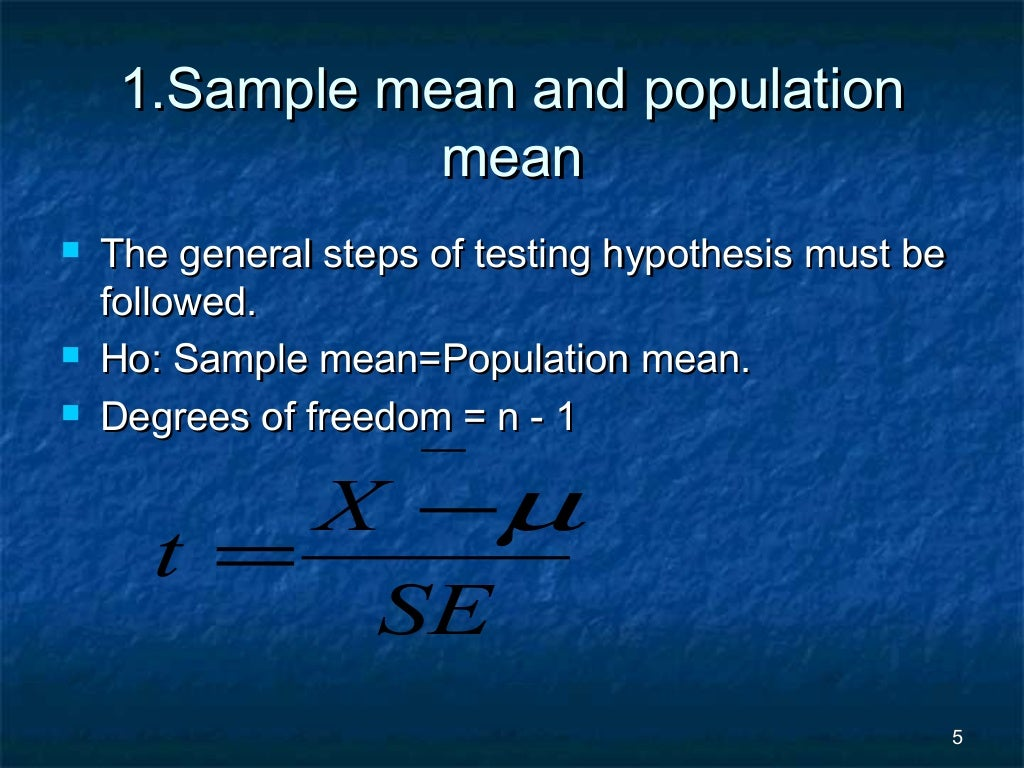 1.Sample mean and population
mean
The general steps of testing hypothesis must be
followed.
Ho: Sample mean=Population mean.
Degrees of freedom = n - 1
t = X̄ − μ
SE
5